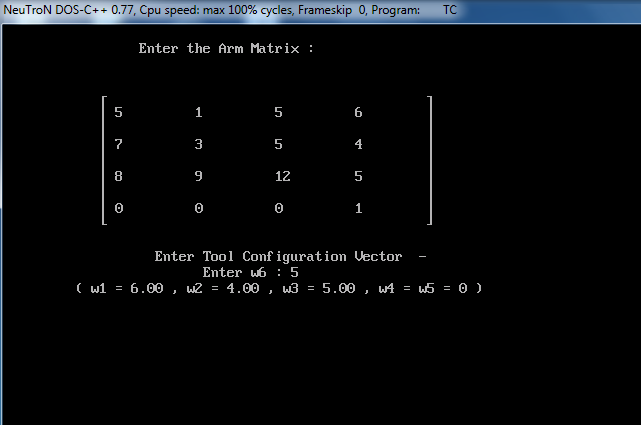 NeuTroN DOS-C++ 0.77, Cpu speed: max 100% cycles, Frameskip 0, Program: TC
Enter the Arm Matrix :
5 1 5 6
7 3 5 4
8 9 12 5
0 0 0 1
Enter Tool Configuration Vector -
Enter w6 : 5
( w1 = 6.00 , w2 = 4.00 , w3 = 5.00 , w4 = w5 = 0 )